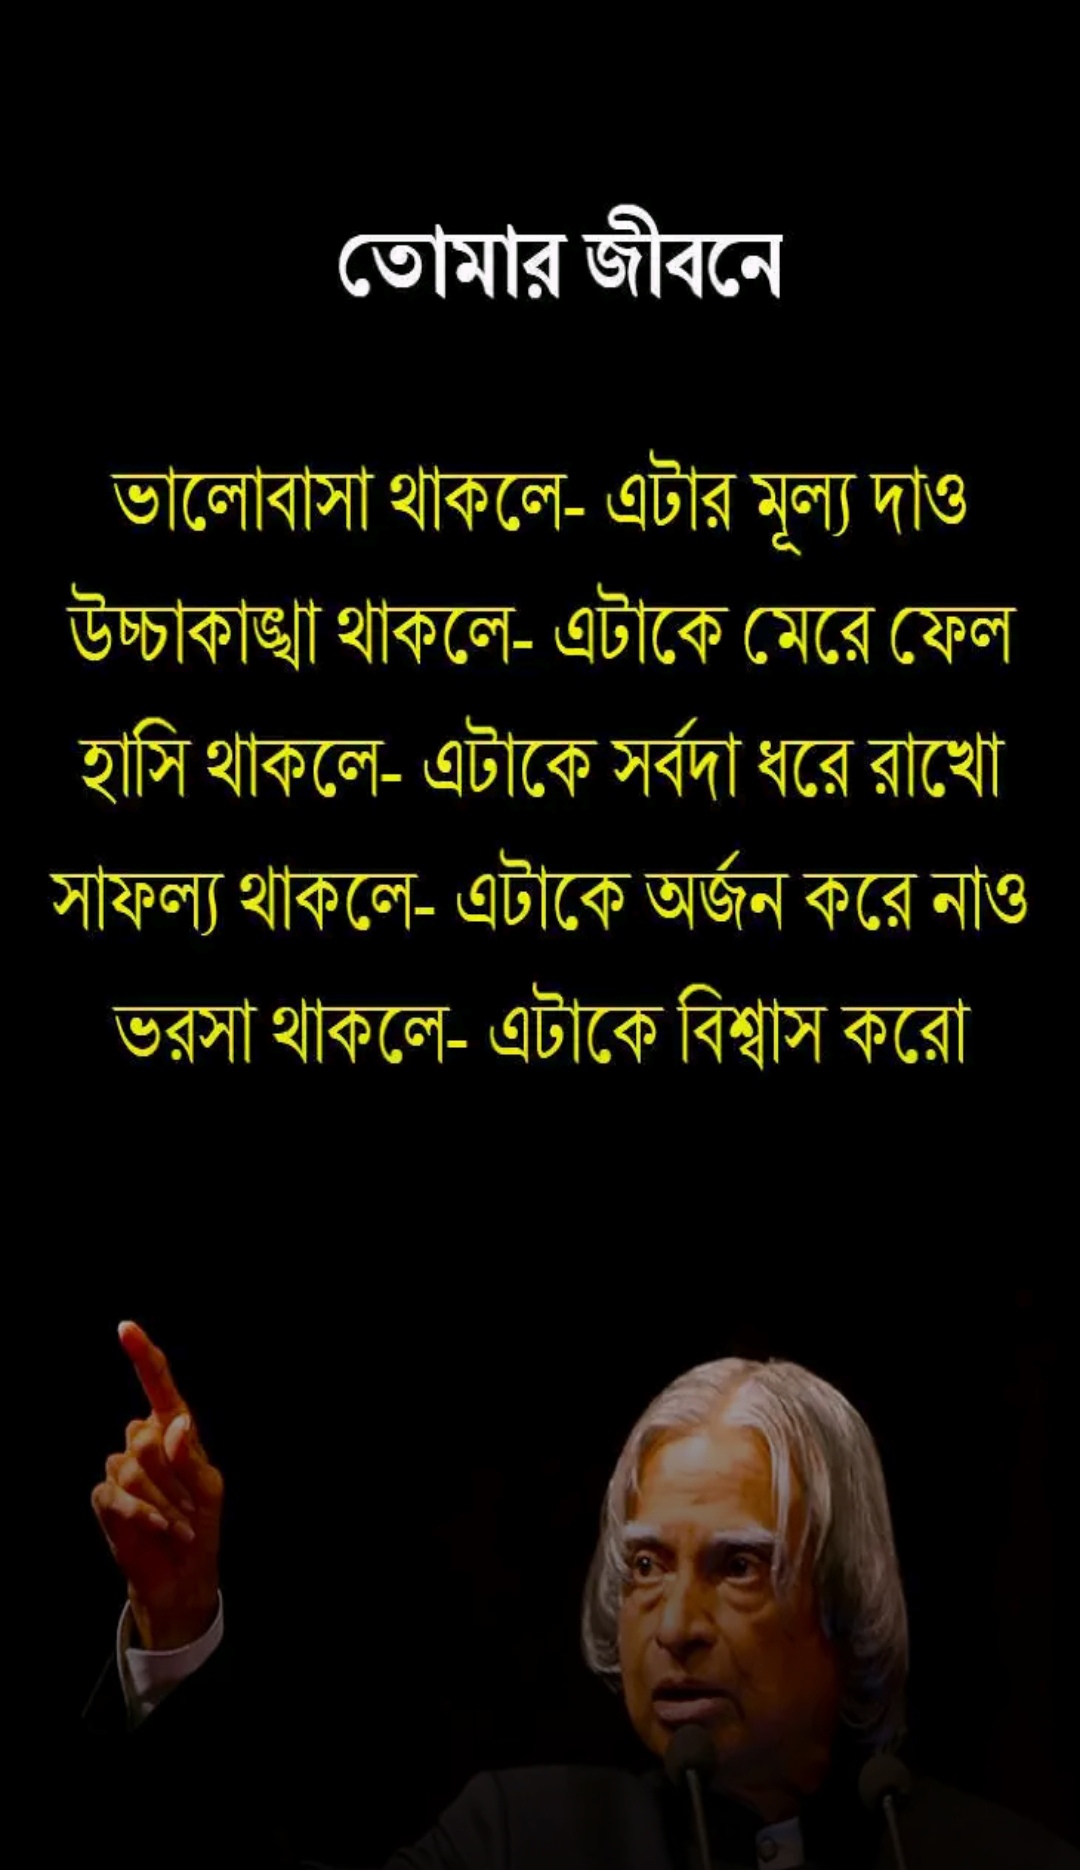 তোমার জীবনে
ভালোবাসা থাকলে- এটার মূল্য দাও
উচ্চাকাঙ্খা থাকলে- এটাকে মেরে ফেল
হাসি থাকলে- এটাকে সর্বদা ধরে রাখো
সাফল্য থাকলে- এটাকে অর্জন করে নাও
ভরসা থাকলে- এটাকে বিশ্বাস করো